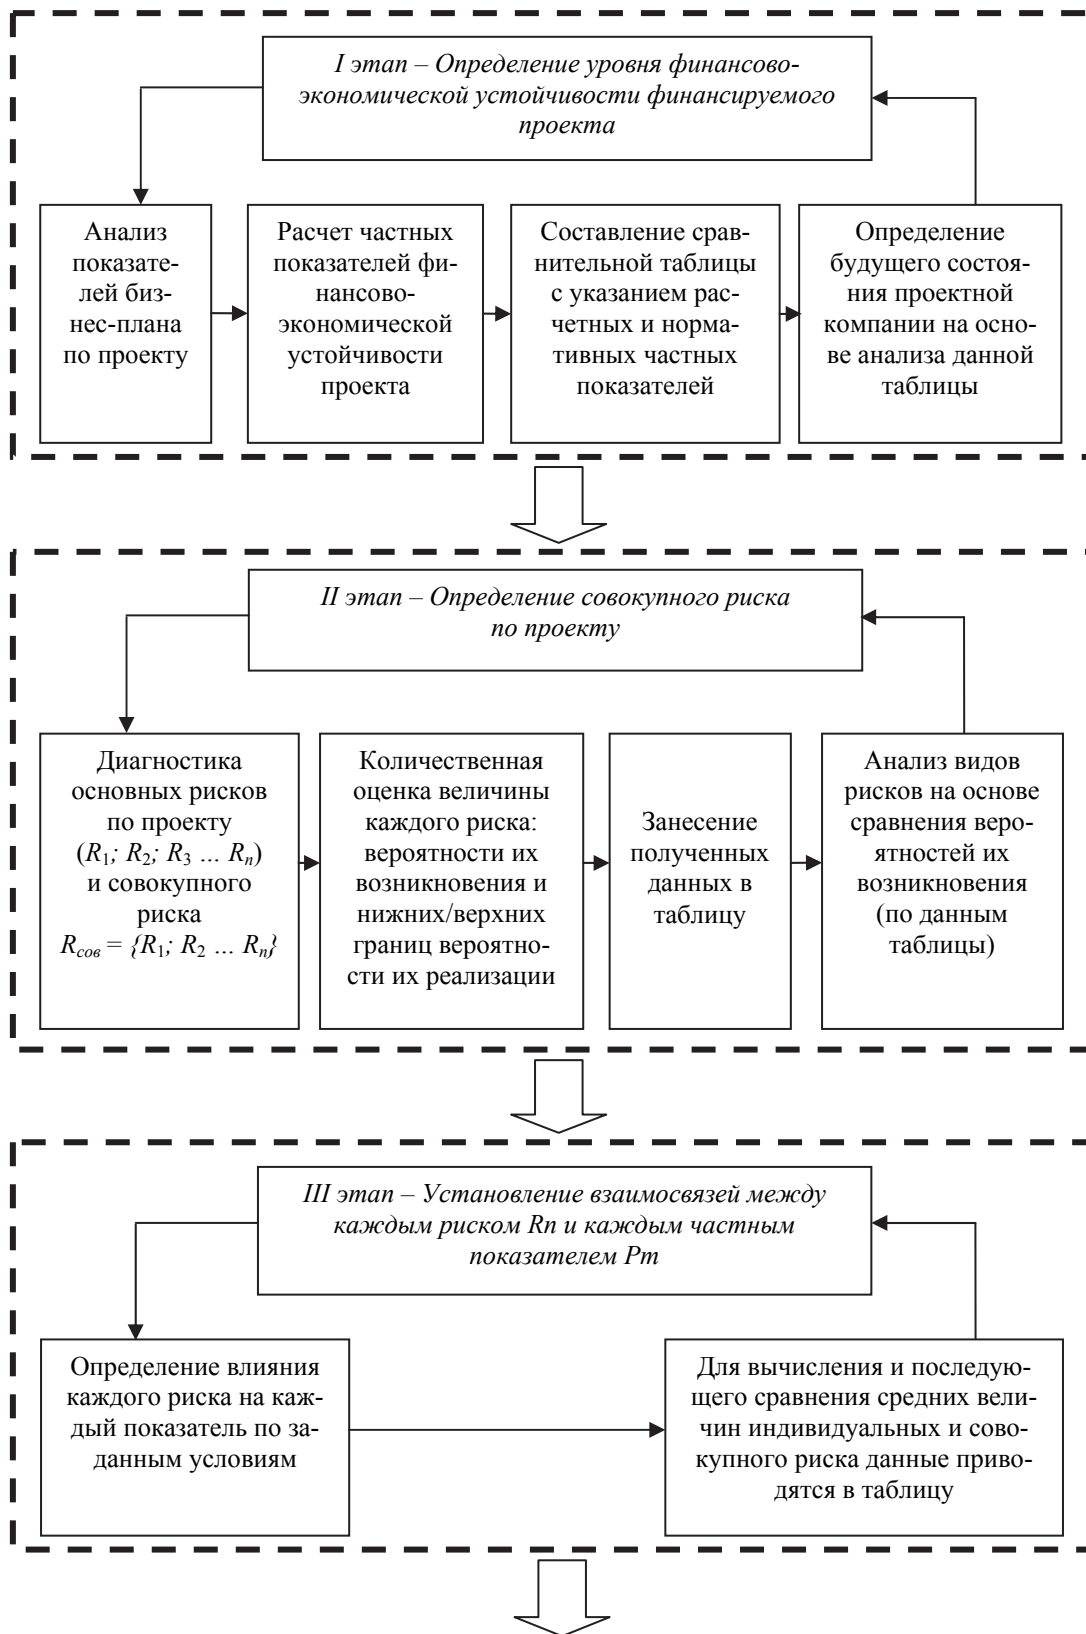 I этап – Определение уровня финансово-
экономической устойчивости финансируемого
проекта
Анализ
показате-
лей биз-
нес-плана
по проекту
Расчет частных
показателей фи-
нансово-
экономической
устойчивости
проекта
Составление срав-
нительной таблицы
с указанием рас-
четных и норма-
тивных частных
показателей
Определение
будущего состоя-
ния проектной
компании на осно-
ве анализа данной
таблицы
II этап – Определение совокупного риска
по проекту
Диагностика
основных рисков
по проекту
(R1; R2; R3 ... Rn)
и совокупного
риска
Rсов = {R1; R2 ... Rn}
Количественная
оценка величины
каждого риска:
вероятности их
возникновения и
нижних/верхних
границ вероятно-
сти их реализации
Занесение
полученных
данных в
таблицу
Анализ видов
рисков на основе
сравнения веро-
ятностей их
возникновения
(по данным
таблицы)
III этап – Установление взаимосвязей между
каждым риском Rn и каждым частным
показателем Pm
Определение влияния
каждого риска на каж-
дый показатель по за-
данным условиям
Для вычисления и последую-
щего сравнения средних вели-
чин индивидуальных и сово-
купного риска данные приво-
дятся в таблицу